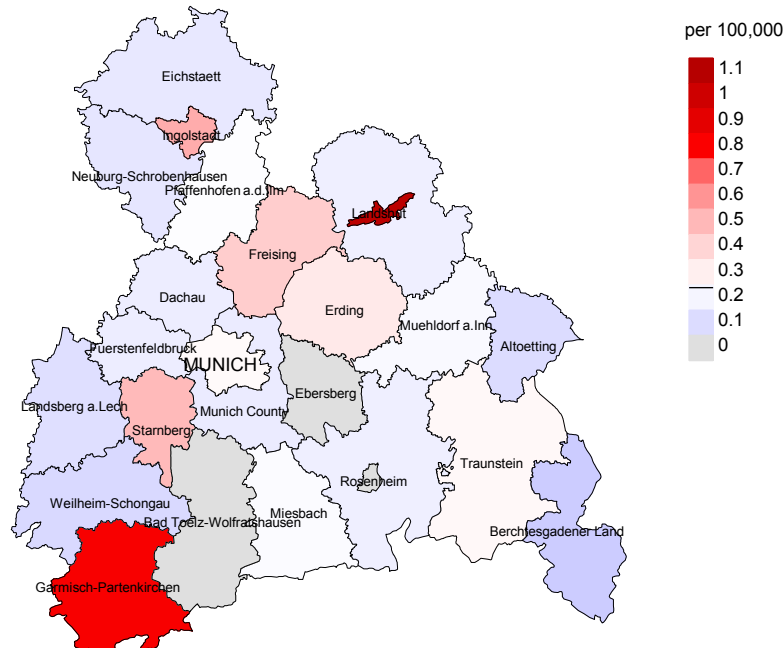 per 100,000
1.1
1
0.9
0.8
0.7
0.6
0.5
0.4
0.3
0.2
0.1
0
Eichstaett
Ingolstadt
Neuburg-Schrobenhausen
Pfaffenhofen a.d.Ilm
Landshut
Freising
Dachau
Erding
Muehldorf a.Inn
Altoetting
Fuerstenfeldbruck
MUNICH
Ebersberg
Landsberg a.Lech
Munich County
Starnberg
Traunstein
Rosenheim
Weilheim-Schongau
Miesbach
Bad Toelz-Wolfratshausen
Berchtesgadener Land
Garmisch-Partenkirchen